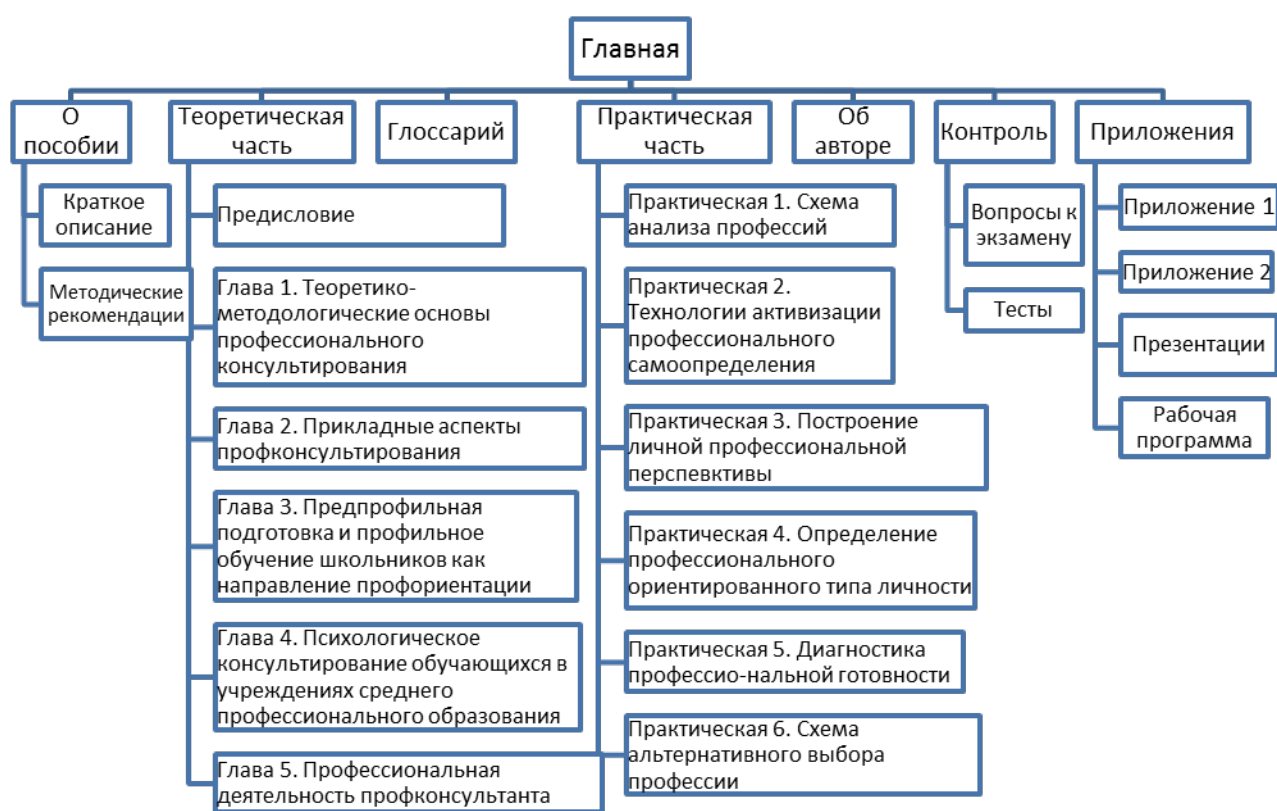 Главная
О
пособии
Теоретическая
часть
Глоссарий
Практическая
часть
Об
авторе
Контроль
Приложения
Краткое
описание
Методические
рекомендации
Предисловие
Глава 1. Теоретико-
методологические основы
профессионального
консультирования
Глава 2. Прикладные аспекты
профконсультирования
Глава 3. Предпрофильная
подготовка и профильное
обучение школьников как
направление профориентации
Глава 4. Психологическое
консультирование обучающихся в
учреждениях среднего
профессионального образования
Глава 5. Профессиональная
деятельность профконсультанта
Практическая 1. Схема
анализа профессий
Практическая 2.
Технологии активизации
профессионального
самоопределения
Практическая 3. Построение
личной профессиональной
перспевктивы
Практическая 4. Определение
профессионального
ориентированного типа личности
Практическая 5. Диагностика
профессио-нальной готовности
Практическая 6. Схема
альтернативного выбора
профессии
Вопросы к
экзамену
Тесты
Приложение 1
Приложение 2
Презентации
Рабочая
программа